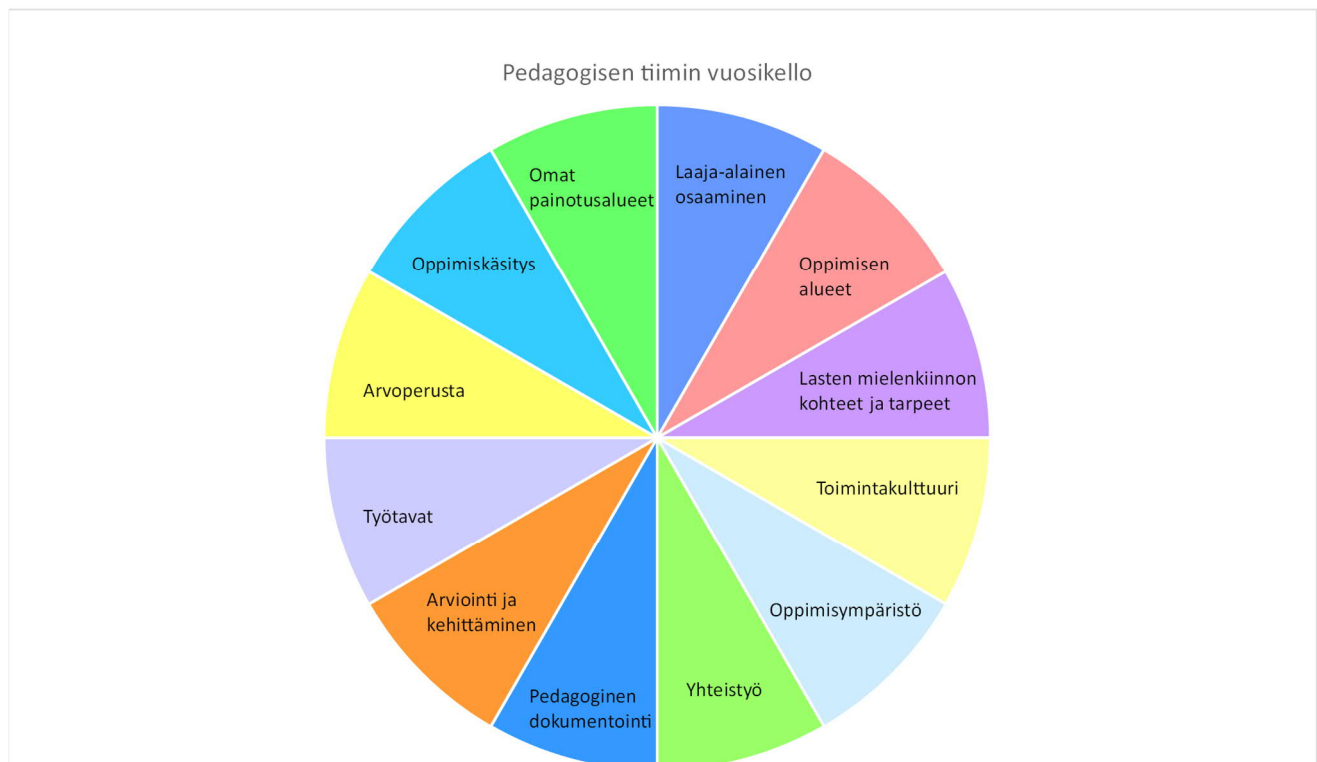 Pedagogisen tiimin vuosikello
Laaja-alainen
osaaminen
Oppimisen
alueet
Lasten mielenkiinnon
kohteet ja tarpeet
Toimintakulttuuri
Oppimisympäristö
Yhteistyö
Pedagoginen
dokumentointi
Arviointi ja
kehittäminen
Työtavat
Arvoperusta
Oppimiskäsitys
Omat
painotusalueet